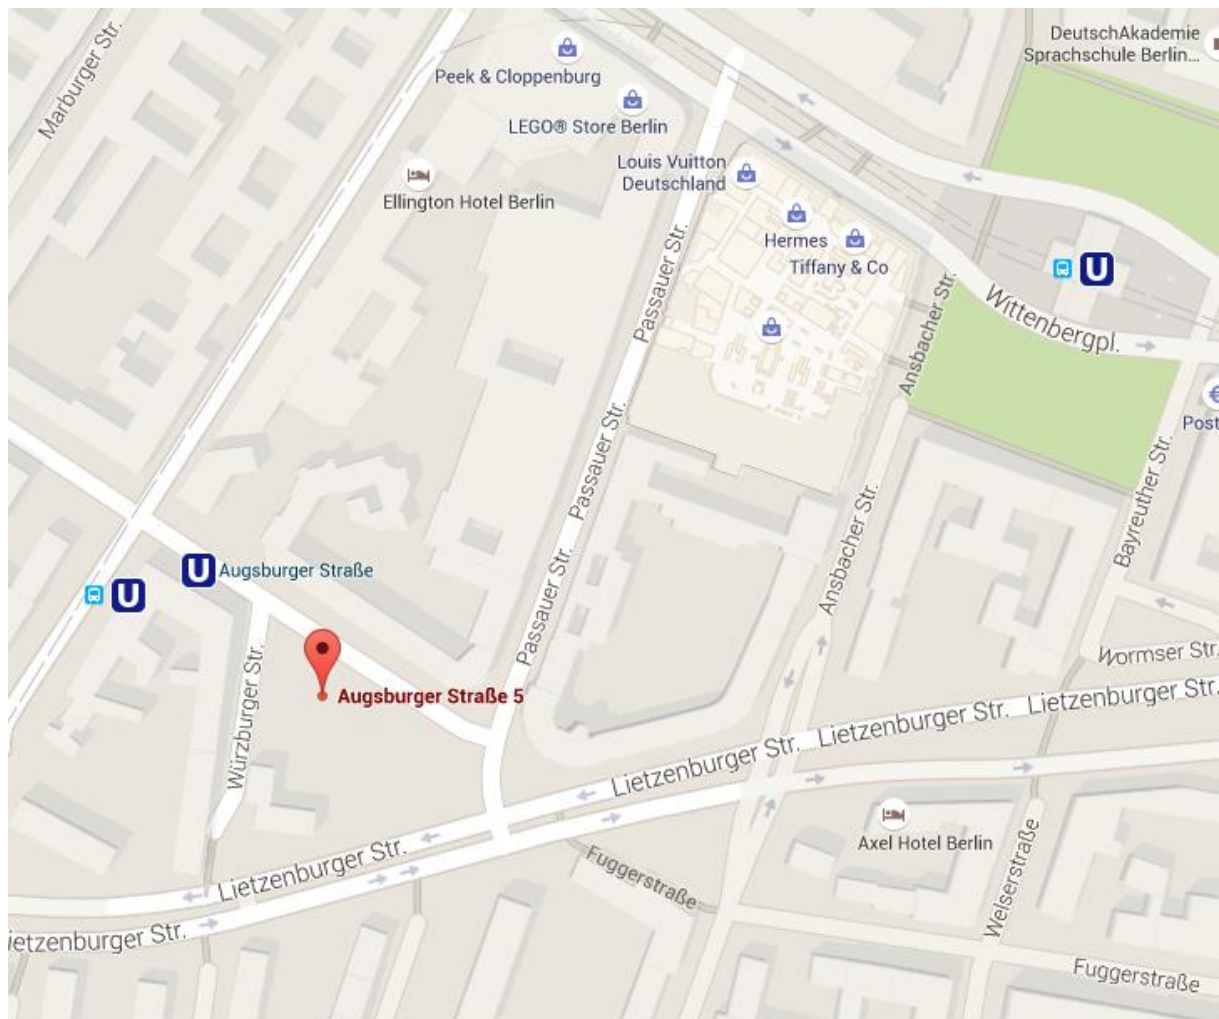 Marburger Str.
Peek & Cloppenburg
LEGO® Store Berlin
DeutschAkademie
Sprachschule Berlin...
Ellington Hotel Berlin
Louis Vuitton
Deutschland
Hermes
Tiffany & Co
Passauer Str.
U
Ansbacher Str.
Wittenbergpl.
Post
Passauer Str.
Ansbacher Str.
Bayreuther Str.
U
Augsburger Straße
U
Passauer Str.
Würzburger Str.
Augsburger Straße 5
Wormser Str.
Lietzenburger Str.
Lietzenburger Str.
Lietzenburger Str.
Axel Hotel Berlin
Lietzenburger Str.
Fuggerstraße
Welserstraße
ietzenburger Str.
Fuggerstraße